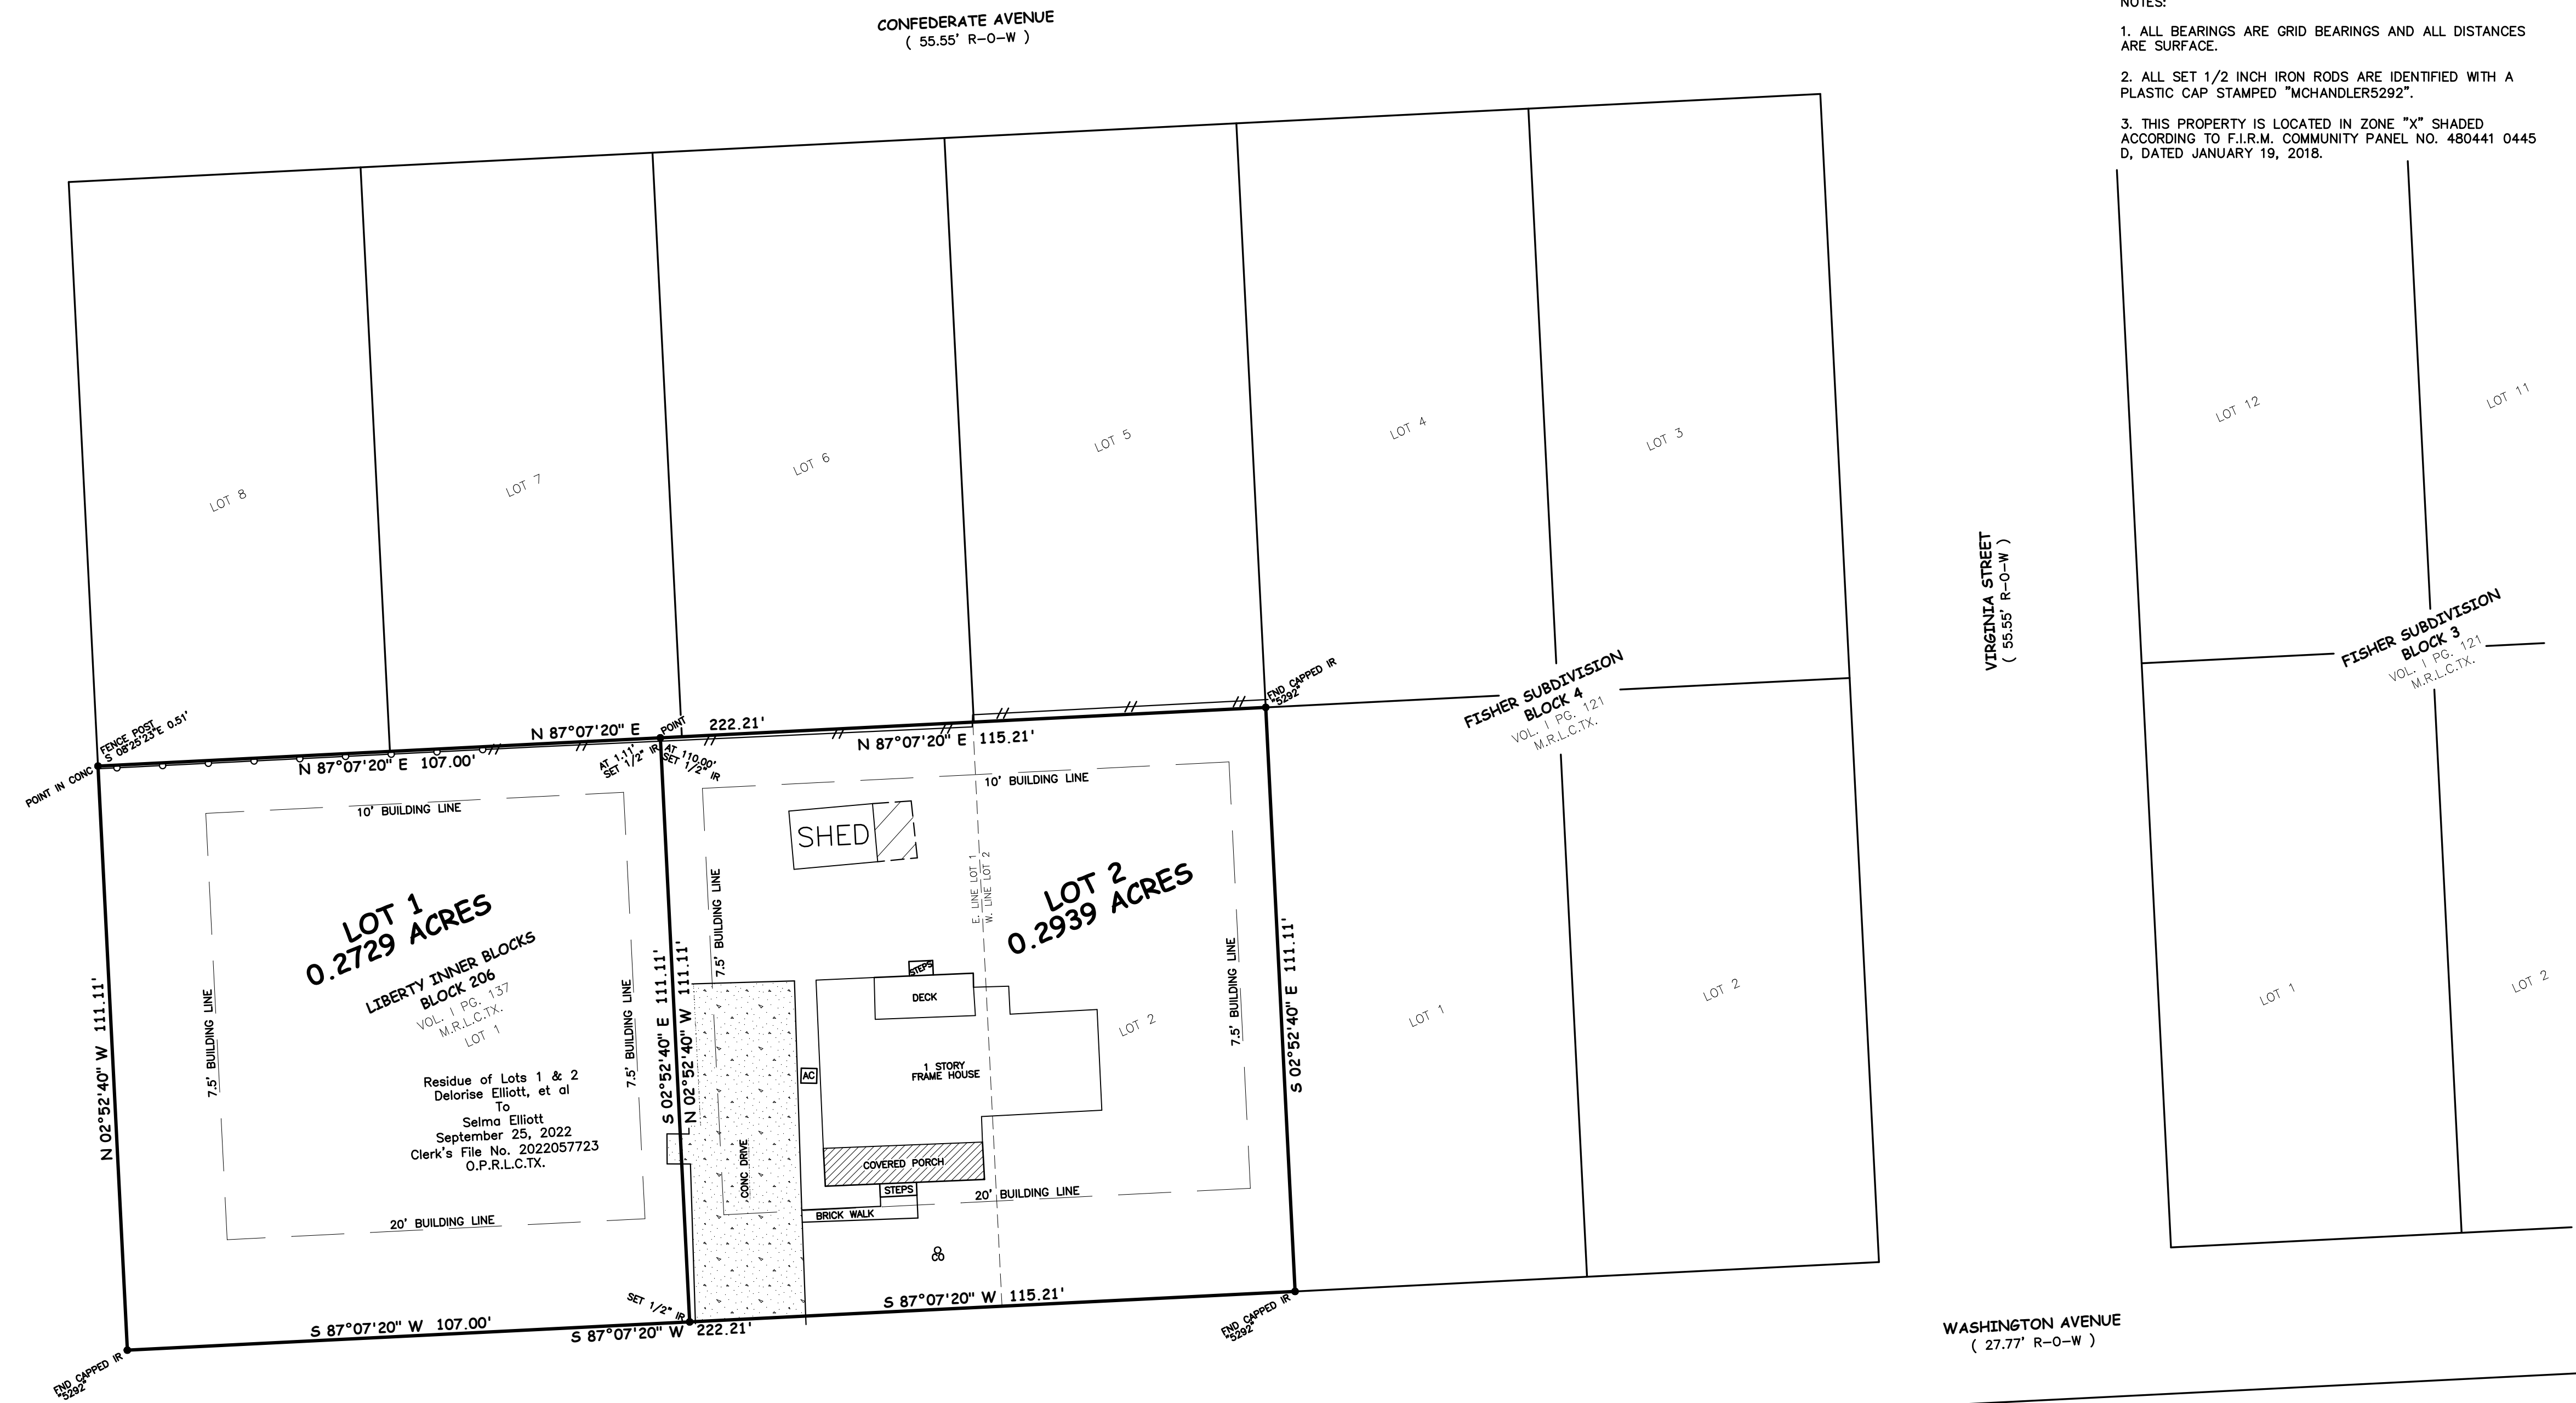 CONFEDERATE AVENUE
( 55.55' R-O-W )
NOTES:
1. ALL BEARINGS ARE GRID BEARINGS AND ALL DISTANCES
ARE SURFACE.
2. ALL SET 1/2 INCH IRON RODS ARE IDENTIFIED WITH A
PLASTIC CAP STAMPED "MCHANDLER5292".
3. THIS PROPERTY IS LOCATED IN ZONE "X" SHADED
ACCORDING TO F.I.R.M. COMMUNITY PANEL NO. 480441 0445
D, DATED JANUARY 19, 2018.
LOT 8
LOT 7
LOT 6
LOT 5
LOT 4
LOT 3
LOT 12
LOT 11
VIRGINIA STREET
( 55.55' R-O-W )
FISHER SUBDIVISION
BLOCK 4
VOL. 1 PG. 121
M.R.L.C.TX.
FISHER SUBDIVISION
BLOCK 3
VOL. 1 PG. 121
M.R.L.C.TX.
FENCE POST
S 08°25'23"E 0.51'
POINT IN CONC
N 87°07'20" E 222.21'
POINT
FND CAPPED IR
"5292"
N 87°07'20" E 107.00'
AT 1.11'
SET 1/2" IR
AT 110.00'
SET 1/2" IR
N 87°07'20" E 115.21'
10' BUILDING LINE
10' BUILDING LINE
SHED
LOT 1
0.2729 ACRES
LIBERTY INNER BLOCKS
BLOCK 206
VOL. 1 PG. 137
M.R.L.C.TX.
LOT 1
Residue of Lots 1 & 2
Delorise Elliott, et al
To
Selma Elliott
September 25, 2022
Clerk's File No. 2022057723
O.P.R.L.C.TX.
N 02°52'40" W 111.11'
7.5' BUILDING LINE
7.5' BUILDING LINE
S 02°52'40" E 111.11'
N 02°52'40" W 111.11'
7.5' BUILDING LINE
E. LINE LOT 1
W. LINE LOT 2
LOT 2
0.2939 ACRES
7.5' BUILDING LINE
S 02°52'40" E 111.11'
STEPS
DECK
AC
1 STORY
FRAME HOUSE
LOT 2
COVERED PORCH
STEPS
CONC DRIVE
BRICK WALK
20' BUILDING LINE
20' BUILDING LINE
LOT 1
LOT 2
LOT 1
LOT 2
SET 1/2" IR
S 87°07'20" W 107.00'
S 87°07'20" W 222.21'
S 87°07'20" W 115.21'
FND CAPPED IR
"5292"
FND CAPPED IR
"5292"
WASHINGTON AVENUE
( 27.77' R-O-W )